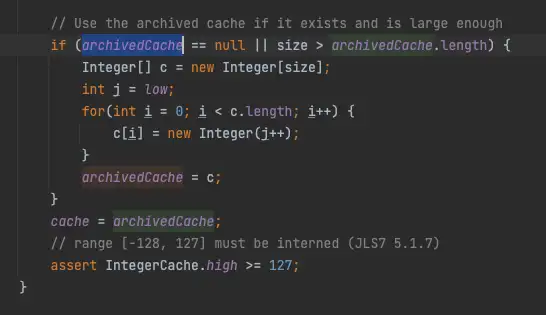 // Use the archived cache if it exists and is large enough
if (archivedCache == null || size > archivedCache.length) {
Integer[] c = new Integer[size];
int j = low;
for(int i = 0; i < c.length; i++) {
c[i] = new Integer(j++);
}
archivedCache = c;
}
cache = archivedCache;
// range [-128, 127] must be interned (JLS7 5.1.7)
assert IntegerCache.high >= 127;
}